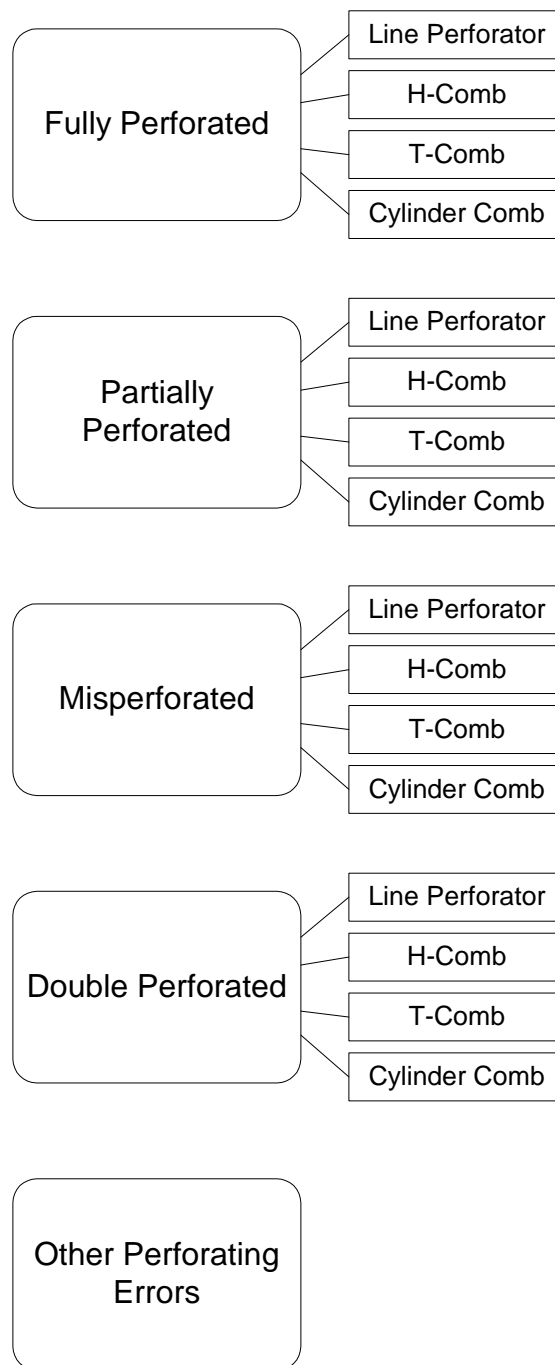 Fully Perforated
Line Perforator
H-Comb
T-Comb
Cylinder Comb
Partially
Perforated
Line Perforator
H-Comb
T-Comb
Cylinder Comb
Misperforated
Line Perforator
H-Comb
T-Comb
Cylinder Comb
Double Perforated
Line Perforator
H-Comb
T-Comb
Cylinder Comb
Other Perforating
Errors